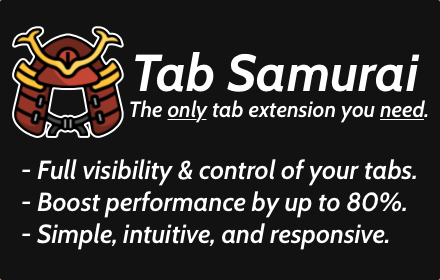 Tab Samurai
The only tab extension you need.
- Full visibility & control of your tabs.
- Boost performance by up to 80%.
- Simple, intuitive, and responsive.